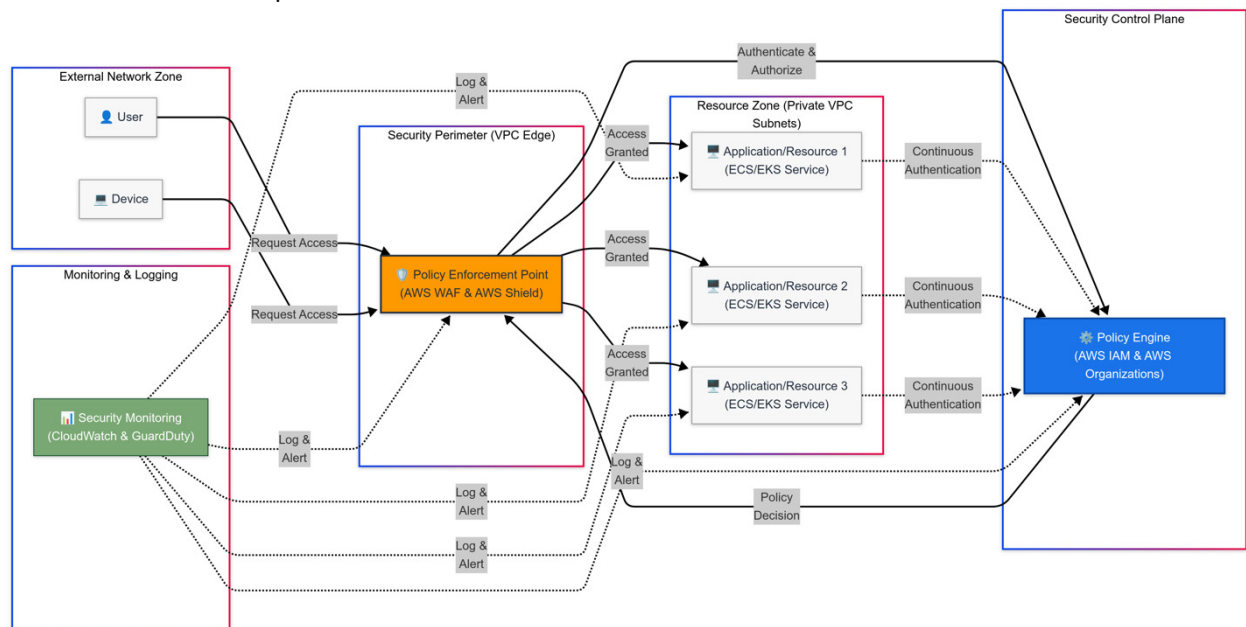 Security Control Plane
External Network Zone
👤 User
💻 Device
Monitoring & Logging
📊 Security Monitoring
(CloudWatch & GuardDuty)
Request Access
Request Access
Log &
Alert
Security Perimeter (VPC Edge)
🛡️ Policy Enforcement Point
(AWS WAF & AWS Shield)
Log &
Alert
Log &
Alert
Log &
Alert
Authenticate &
Authorize
Access
Granted
Access
Granted
Access
Granted
Resource Zone (Private VPC
Subnets)
🖥️ Application/Resource 1
(ECS/EKS Service)
🖥️ Application/Resource 2
(ECS/EKS Service)
🖥️ Application/Resource 3
(ECS/EKS Service)
Log &
Alert
Policy
Decision
Continuous
Authentication
Continuous
Authentication
Continuous
Authentication
⚙️ Policy Engine
(AWS IAM & AWS
Organizations)